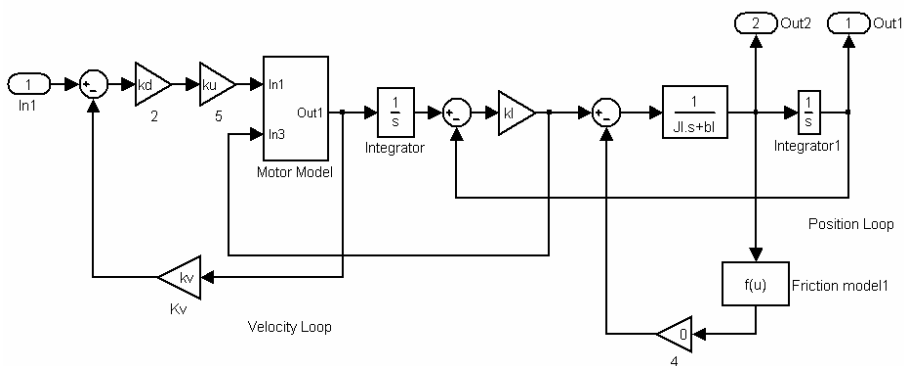 2
Out2
1
Out1
1
In1
+
-
kd
2
ku
5
In1
In3
Out1
Motor Model
1
s
Integrator
+
-
kl
+
-
1
Jl.s+bl
1
s
Integrator1
Position Loop
f(u)
Friction model1
kv
Kv
Velocity Loop
0
4